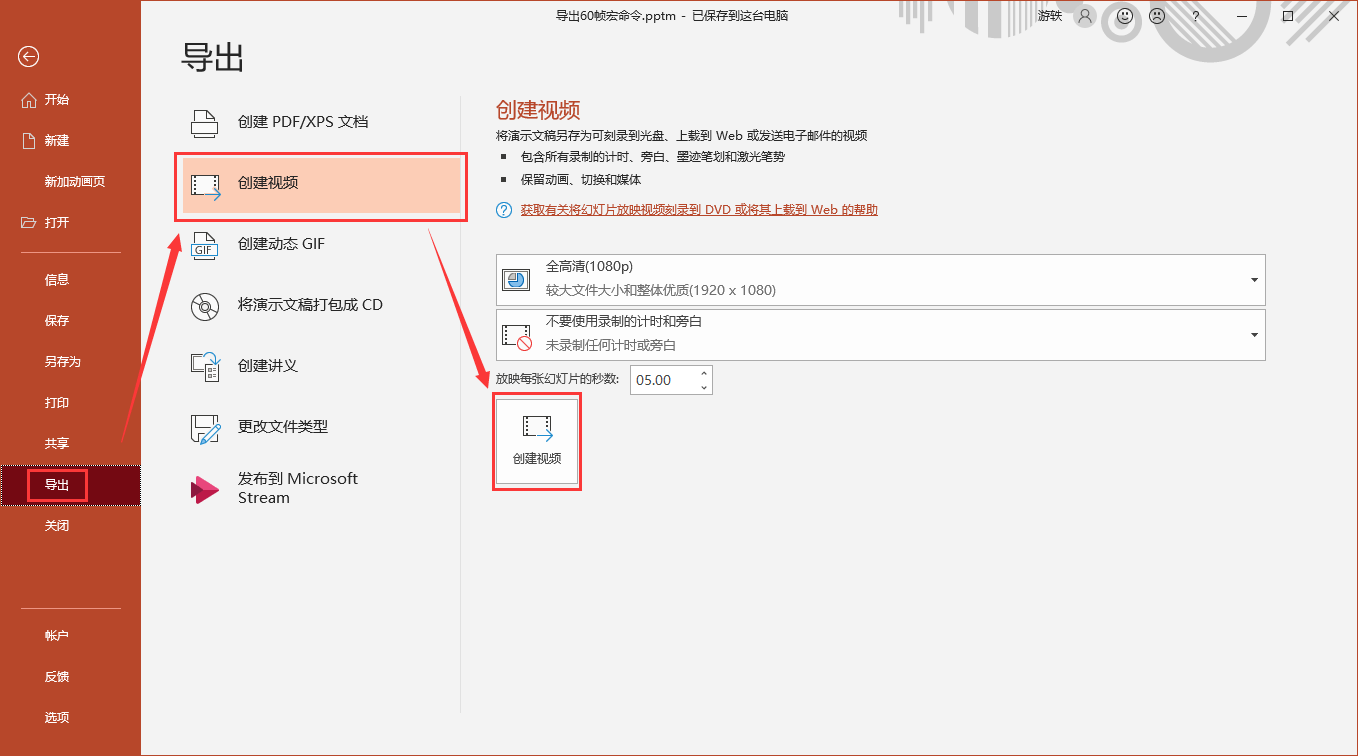 导出60帧宏命令.pptm - 已保存到这台电脑
游轶
?
开始
新建
新加动画页
打开
信息
保存
另存为
打印
共享
导出
关闭
帐户
反馈
选项
导出
创建 PDF/XPS 文档
创建视频
GIF
创建动态 GIF
将演示文稿打包成 CD
创建讲义
更改文件类型
发布到 Microsoft
Stream
创建视频
将演示文稿另存为可刻录到光盘、上载到 Web 或发送电子邮件的视频
包含所有录制的计时、旁白、墨迹笔划和激光笔势
保留动画、切换和媒体
? 获取有关将幻灯片放映视频刻录到 DVD 或将其上载到 Web 的帮助
全高清(1080p)
较大文件大小和整体优质(1920 x 1080)
不要使用录制的计时和旁白
未录制任何计时或旁白
放映每张幻灯片的秒数: 05.00
创建视频